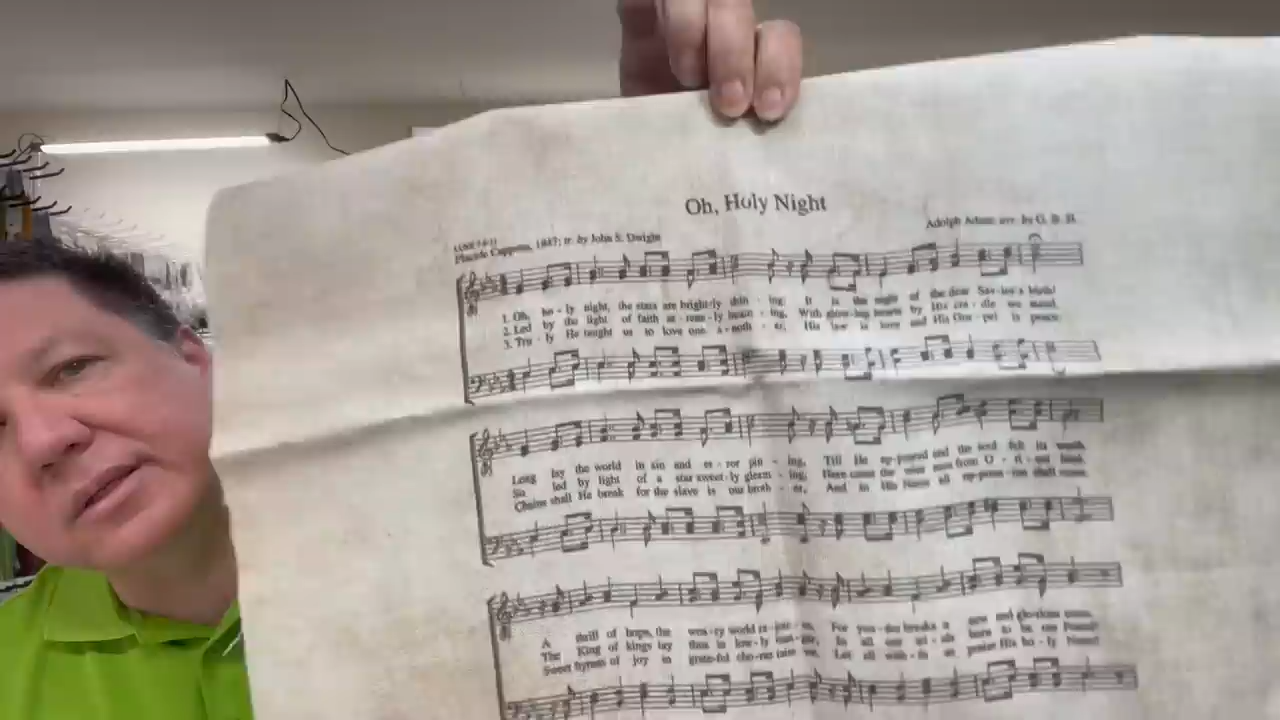 Oh, Holy Night
Placide Cappeau, 1847; tr. by John S. Dwight
Adolph Adam; arr. by G. B. H.
1. Oh, ho - ly night, the stars are bright-ly shin - ing; It is the night of the dear Sav-ior's birth!
2. Led by the light of faith se - rene - ly beam - ing, With glow-ing hearts by His cra - dle we stand.
3. Tru - ly He taught us to love one a - noth - er; His law is love and His Gos - pel is peace.
Long lay the world in sin and er - ror pin - ing, Till He ap-peared and the soul felt its worth.
So led by light of a star sweet-ly gleam - ing, Here came the wise men from O - ri - ent
Chains shall He break for the slave is our broth - er, And in His name all op-pres-sion shall cease.
A thrill of hope, the wea-ry world re-joic - es, For yon-der breaks a new and glorious morn.
The King of kings lay thus in low-ly man-ger, In all our tri-als born to be our friend!
Sweet hymns of joy in grate-ful cho-rus raise we, Let all with-in us praise His ho - ly Name!